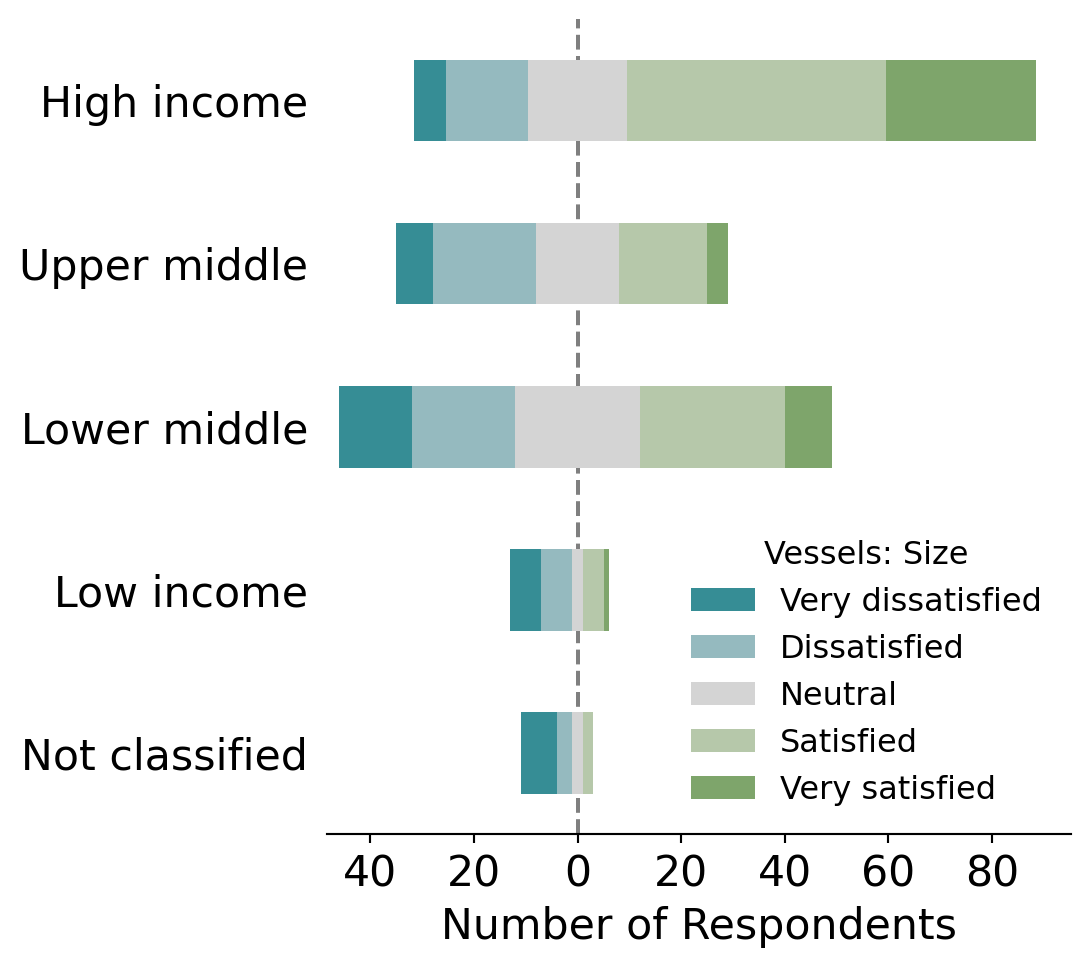 High income
Upper middle
Lower middle
Low income
Not classified
Vessels: Size
Very dissatisfied
Dissatisfied
Neutral
Satisfied
Very satisfied
40 20 0 20 40 60 80
Number of Respondents